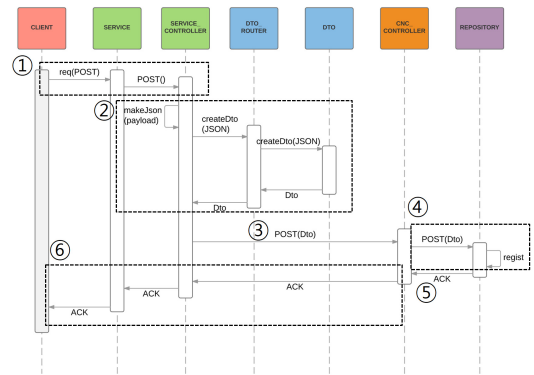 CLIENT
SERVICE
SERVICE_
CONTROLLER
DTO_
ROUTER
DTO
CNC_
CONTROLLER
REPOSITORY
1
req(POST)
POST()
2
makeJson
(payload)
createDto
(JSON)
createDto(JSON)
Dto
Dto
3
POST(Dto)
4
POST(Dto)
regist
ACK
5
6
ACK
ACK
ACK